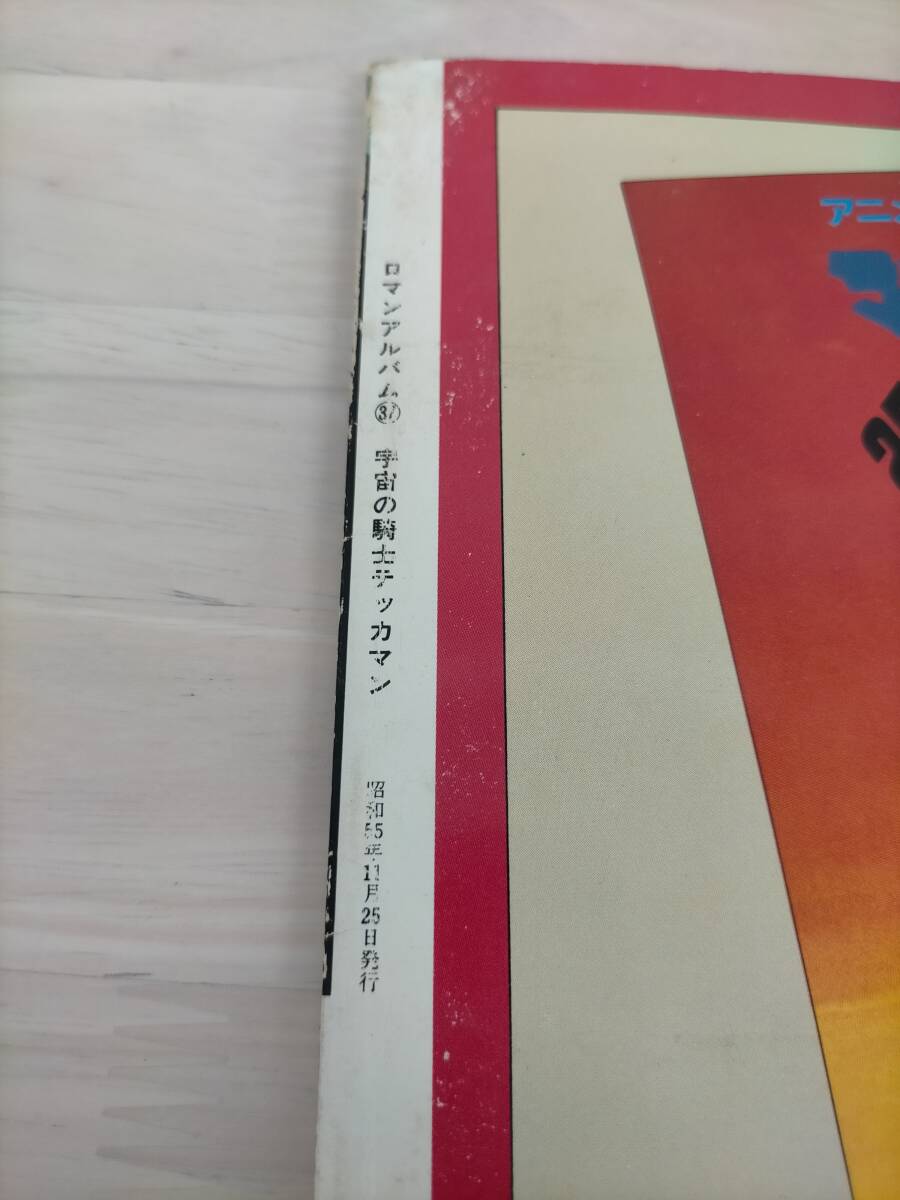 ロマンアルバム㊲ 宇宙の騎士テッカマン
昭和55年・11月25日発行
アニ